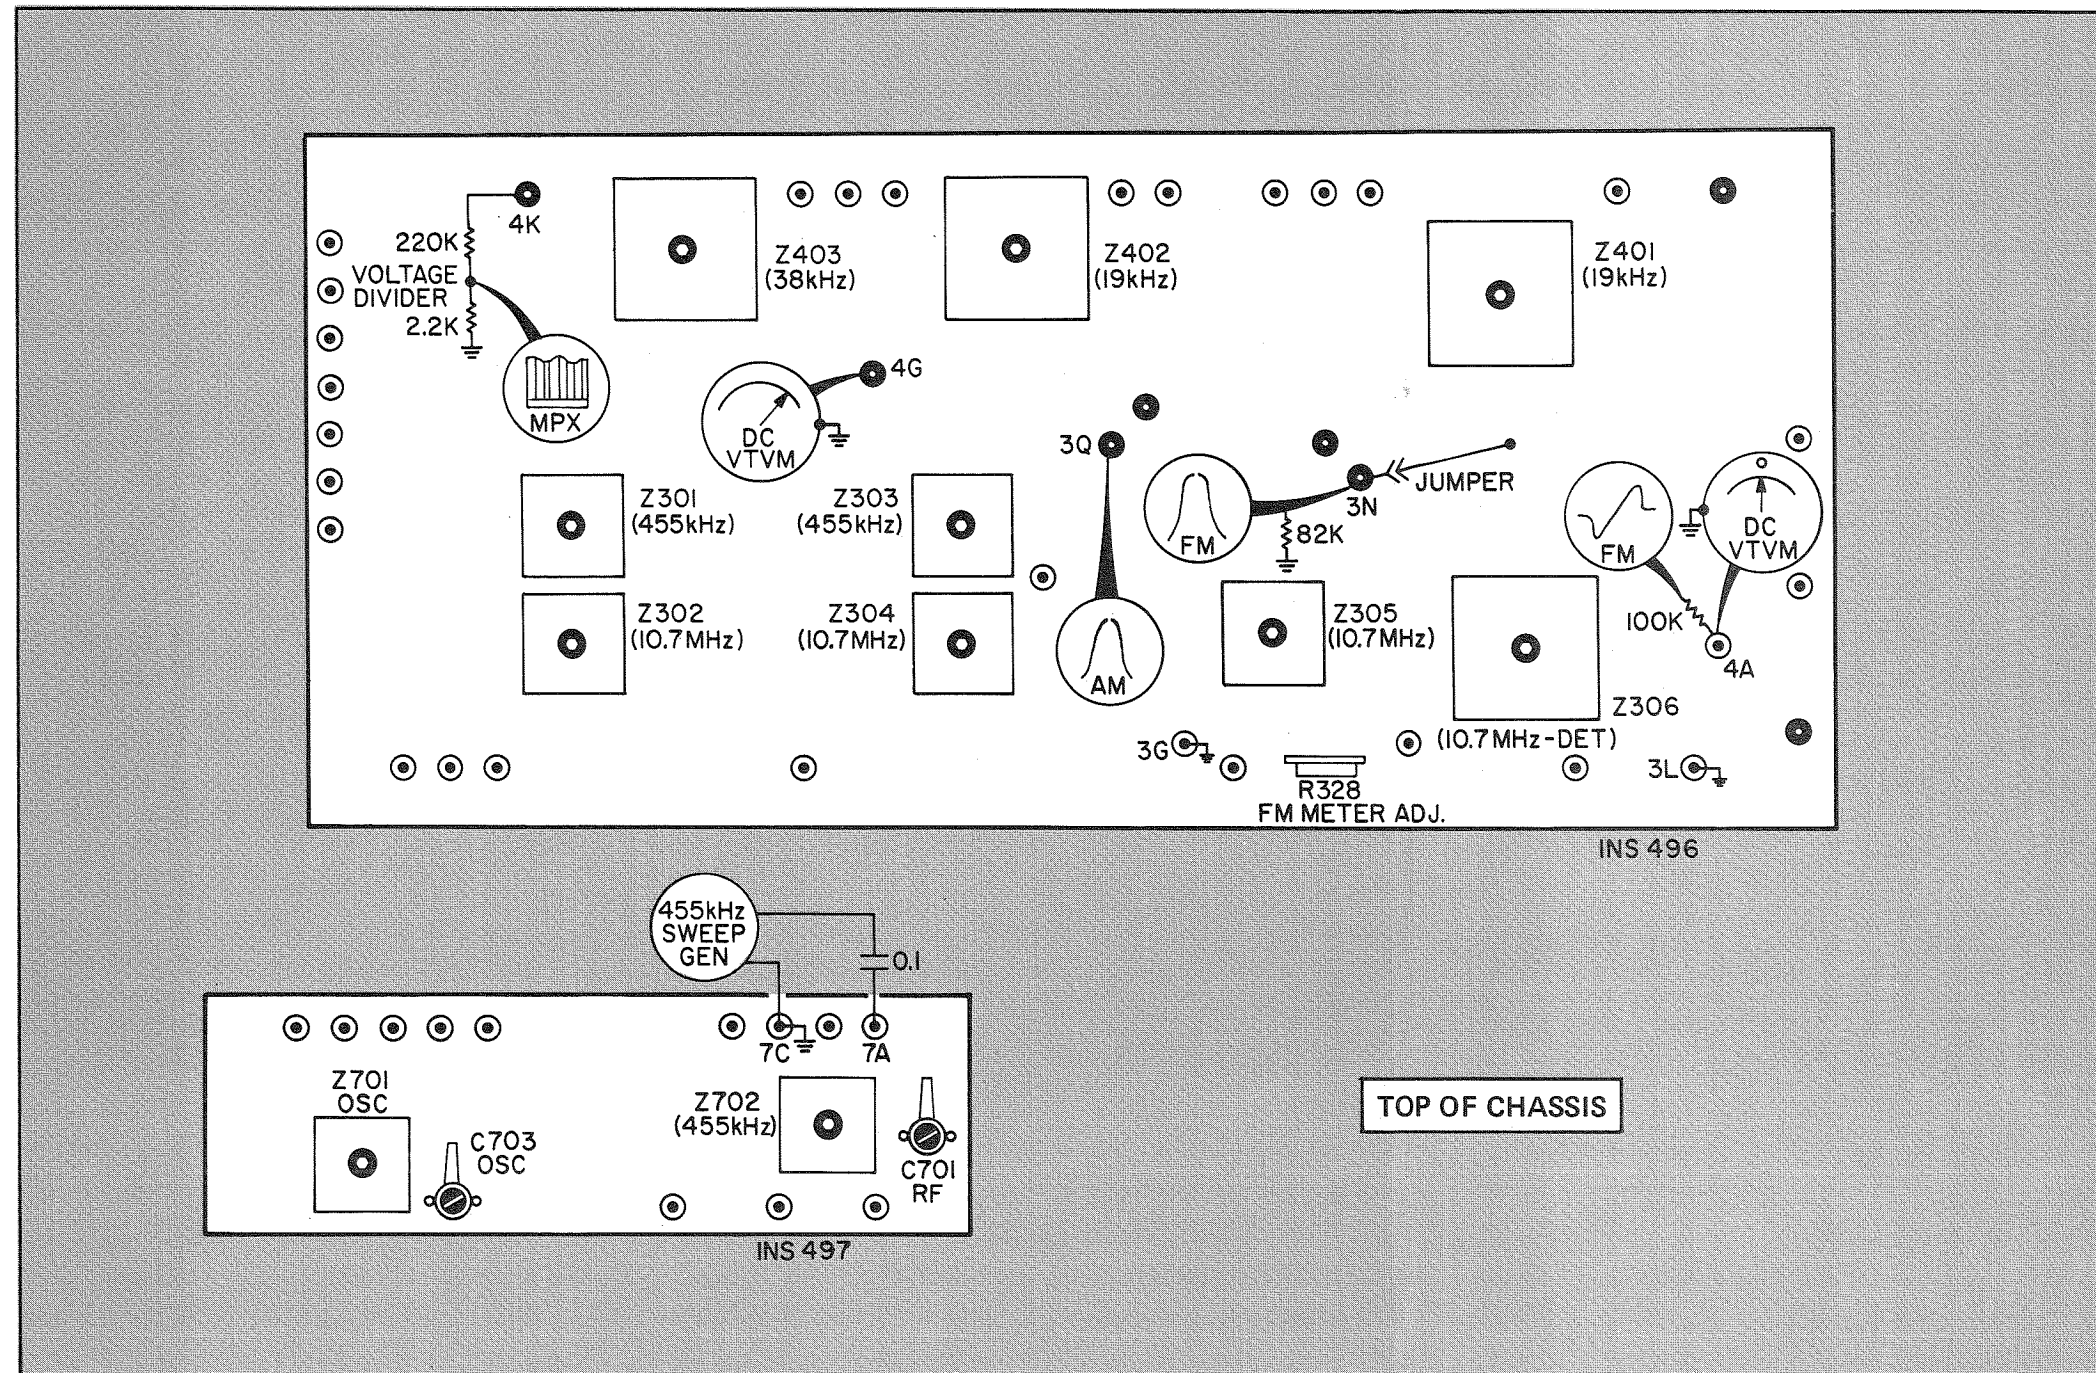 4K
220K
VOLTAGE
DIVIDER
2.2K
MPX
Z403
(38kHz)
Z402
(19kHz)
Z401
(19kHz)
4G
DC
VTVM
3Q
3N
JUMPER
FM
82K
FM
DC
VTVM
100K
4A
Z301
(455kHz)
Z303
(455kHz)
Z302
(10.7MHz)
Z304
(10.7MHz)
AM
Z305
(10.7MHz)
Z306
(10.7MHz-DET)
3G
R328
FM METER ADJ.
3L
INS 496
455kHz
SWEEP
GEN
0.1
7C
7A
Z701
OSC
C703
OSC
Z702
(455kHz)
C701
RF
INS 497
TOP OF CHASSIS